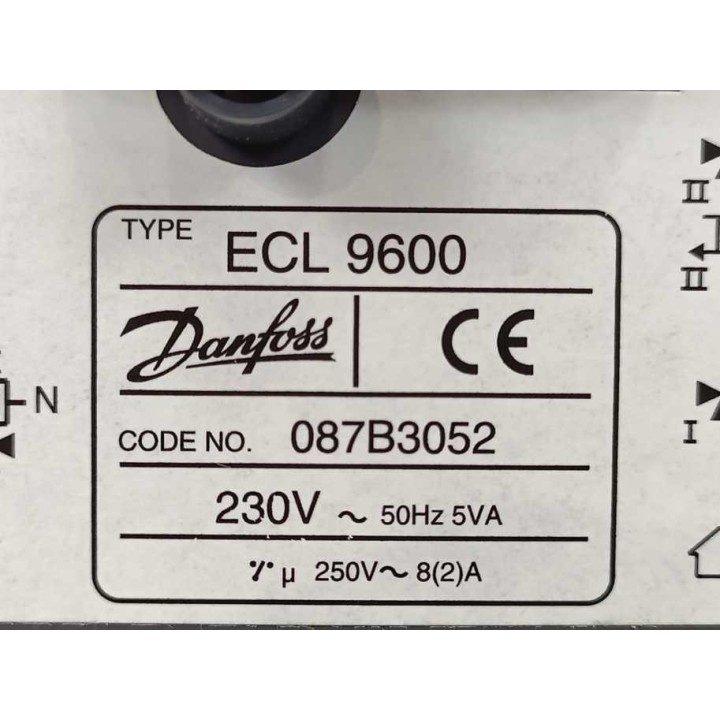 TYPE ECL 9600
Danfoss CE
CODE NO. 087B3052
230V ~ 50Hz 5VA
µ 250V~ 8(2)A
N
II
II
I